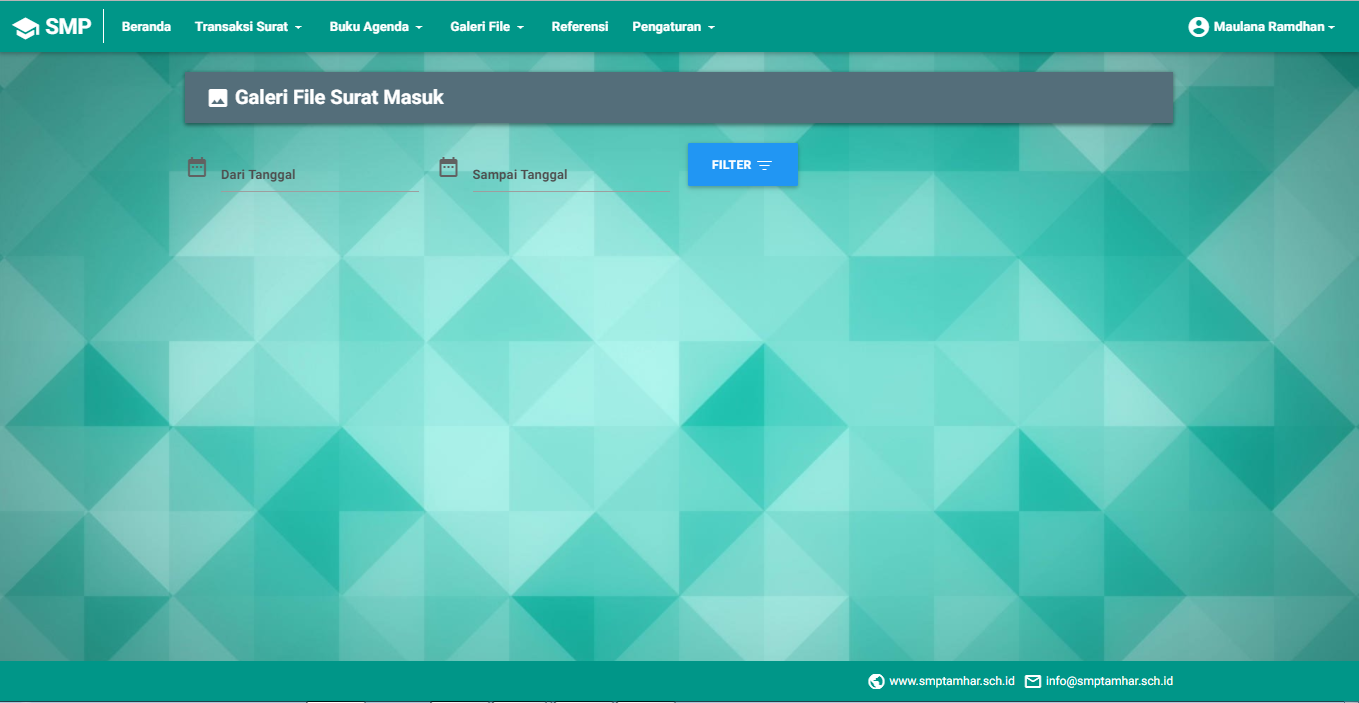 SMP Beranda Transaksi Surat Buku Agenda Galeri File Referensi Pengaturan Maulana Ramdhan
Galeri File Surat Masuk
Dari Tanggal Sampai Tanggal FILTER
www.smptamhar.sch.id info@smptamhar.sch.id